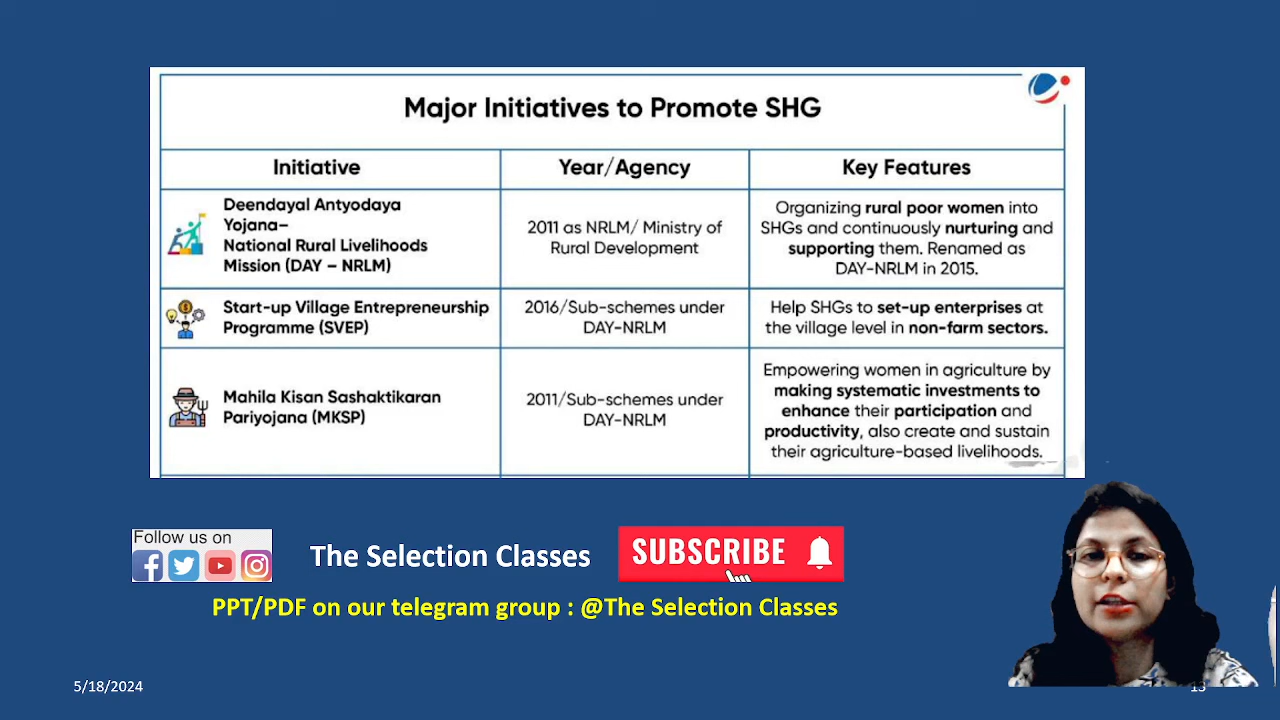 Major Initiatives to Promote SHG
Initiative
Year/Agency
Key Features
Deendayal Antyodaya
Yojana–
National Rural Livelihoods
Mission (DAY – NRLM)
2011 as NRLM/ Ministry of
Rural Development
Organizing rural poor women into
SHGs and continuously nurturing and
supporting them. Renamed as
DAY-NRLM in 2015.
Start-up Village Entrepreneurship
Programme (SVEP)
2016/Sub-schemes under
DAY-NRLM
Help SHGs to set-up enterprises at
the village level in non-farm sectors.
Mahila Kisan Sashaktikaran
Pariyojana (MKSP)
2011/Sub-schemes under
DAY-NRLM
Empowering women in agriculture by
making systematic investments to
enhance their participation and
productivity, also create and sustain
their agriculture-based livelihoods.
Follow us on
The Selection Classes
SUBSCRIBE
PPT/PDF on our telegram group : @The Selection Classes
5/18/2024
13